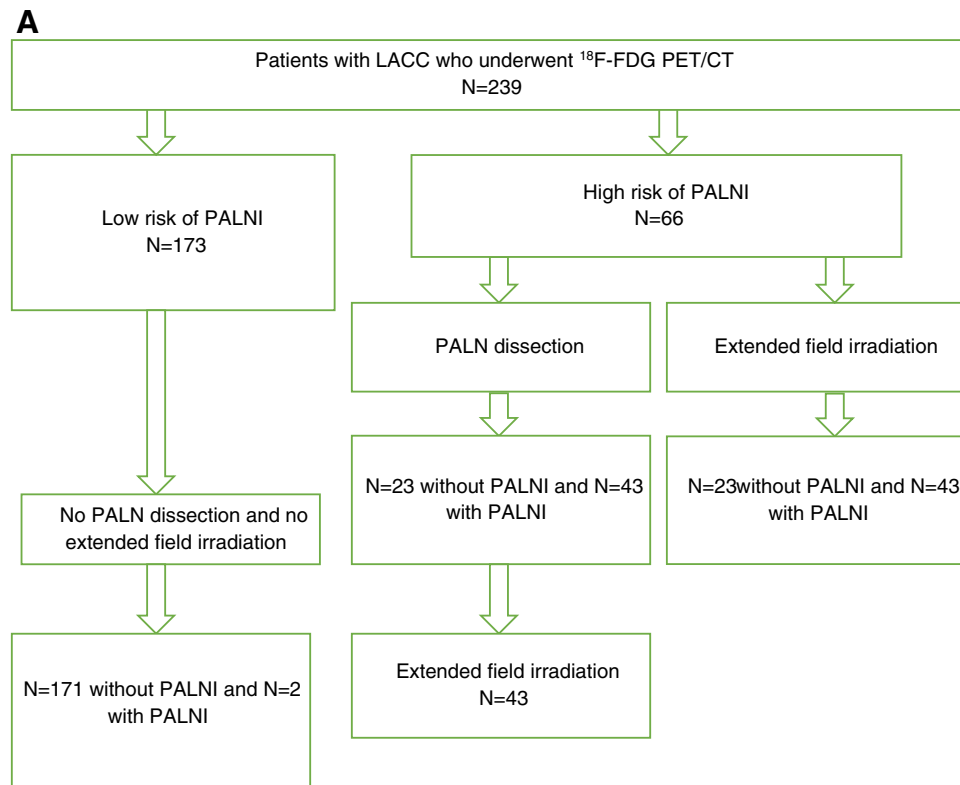 A
Patients with LACC who underwent ¹⁸F-FDG PET/CT
N=239
Low risk of PALNI
N=173
High risk of PALNI
N=66
PALN dissection
Extended field irradiation
N=23 without PALNI and N=43
with PALNI
N=23without PALNI and N=43
with PALNI
No PALN dissection and no
extended field irradiation
N=171 without PALNI and N=2
with PALNI
Extended field irradiation
N=43